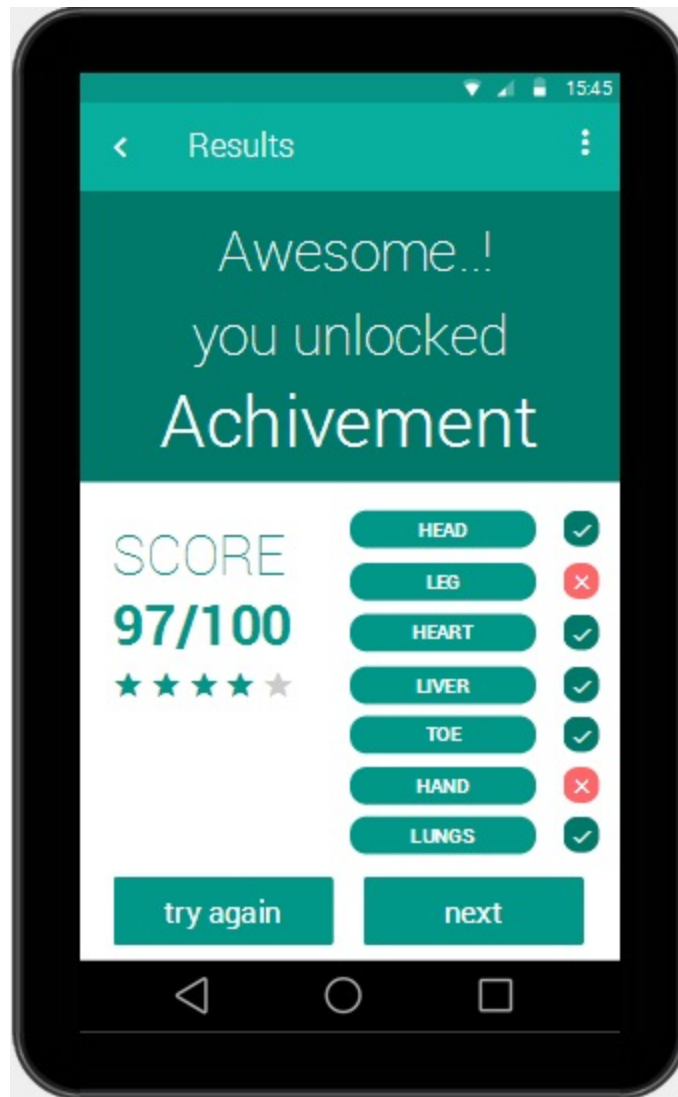 15:45
Results
Awesome..!
you unlocked
Achivement
SCORE
97/100
HEAD
LEG
HEART
LIVER
TOE
HAND
LUNGS
try again
next